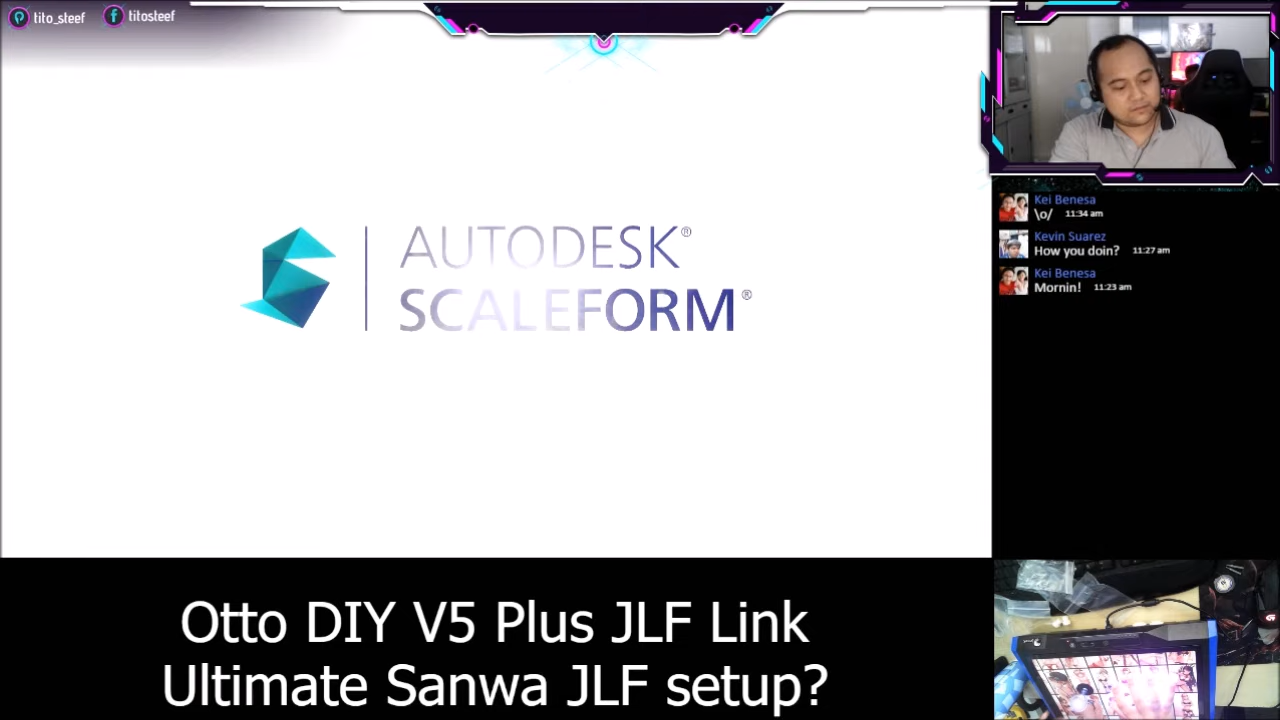 tito_steef
titosteef
AUTODESK®
SCALEFORM®
Kei Benesa
\o/ 11:34 am
Kevin Suarez
How you doin? 11:27 am
Kei Benesa
Mornin! 11:23 am
Otto DIY V5 Plus JLF Link
Ultimate Sanwa JLF setup?